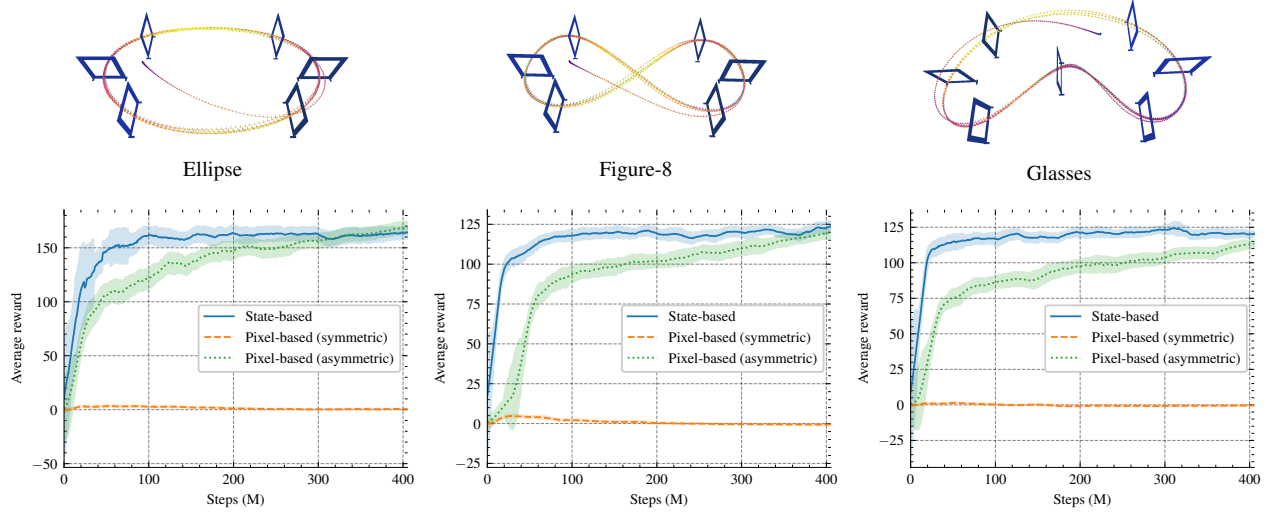 Ellipse
Figure-8
Glasses
Average reward
150
100
50
0
−50
0
100
200
300
400
Steps (M)
State-based
Pixel-based (symmetric)
Pixel-based (asymmetric)
Average reward
125
100
75
50
25
0
−25
0
100
200
300
400
Steps (M)
State-based
Pixel-based (symmetric)
Pixel-based (asymmetric)
Average reward
125
100
75
50
25
0
−25
0
100
200
300
400
Steps (M)
State-based
Pixel-based (symmetric)
Pixel-based (asymmetric)